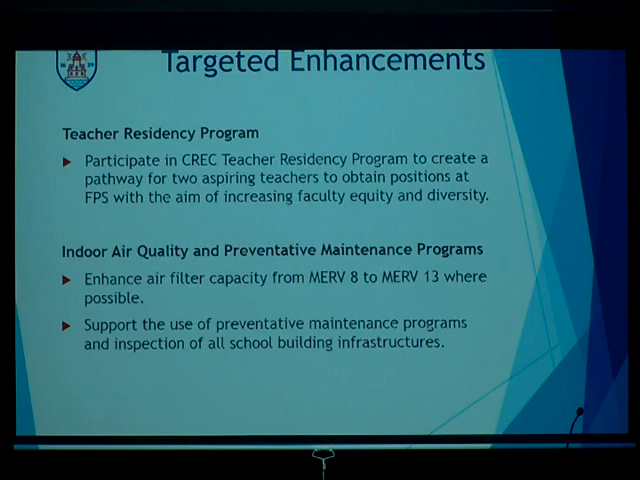 Targeted Enhancements
Teacher Residency Program
Participate in CREC Teacher Residency Program to create a
pathway for two aspiring teachers to obtain positions at
FPS with the aim of increasing faculty equity and diversity.
Indoor Air Quality and Preventative Maintenance Programs
Enhance air filter capacity from MERV 8 to MERV 13 where
possible.
Support the use of preventative maintenance programs
and inspection of all school building infrastructures.